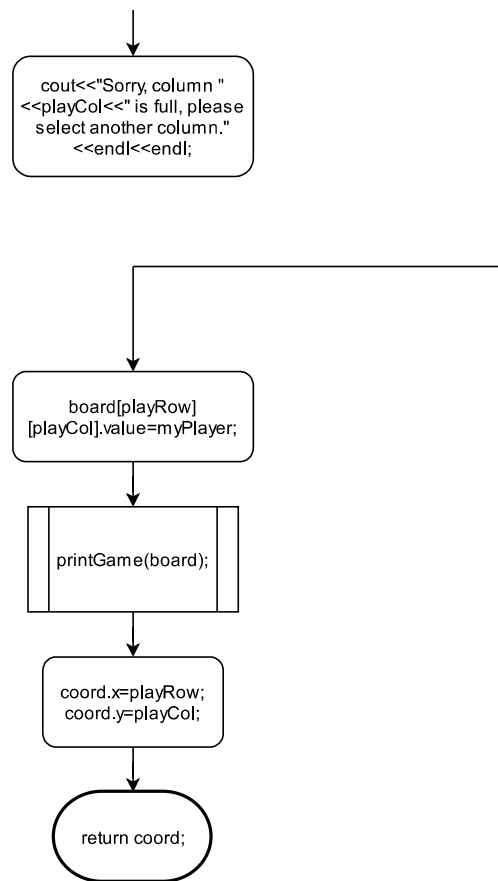 cout<<"Sorry, column "
<<playCol<<" is full, please
select another column."
<<endl<<endl;
board[playRow]
[playCol].value=myPlayer;
printGame(board);
coord.x=playRow;
coord.y=playCol;
return coord;